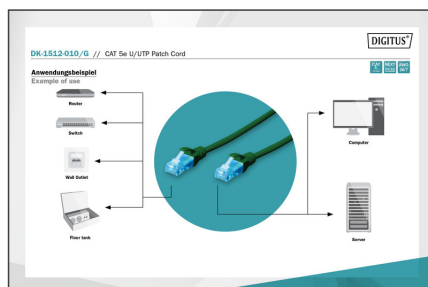 DIGITUS®
DK-1512-010/G // CAT 5e U/UTP Patch Cord
Anwendungsbeispiel
Example of use
Router
Switch
Wall Outlet
Floor tank
Computer
Server